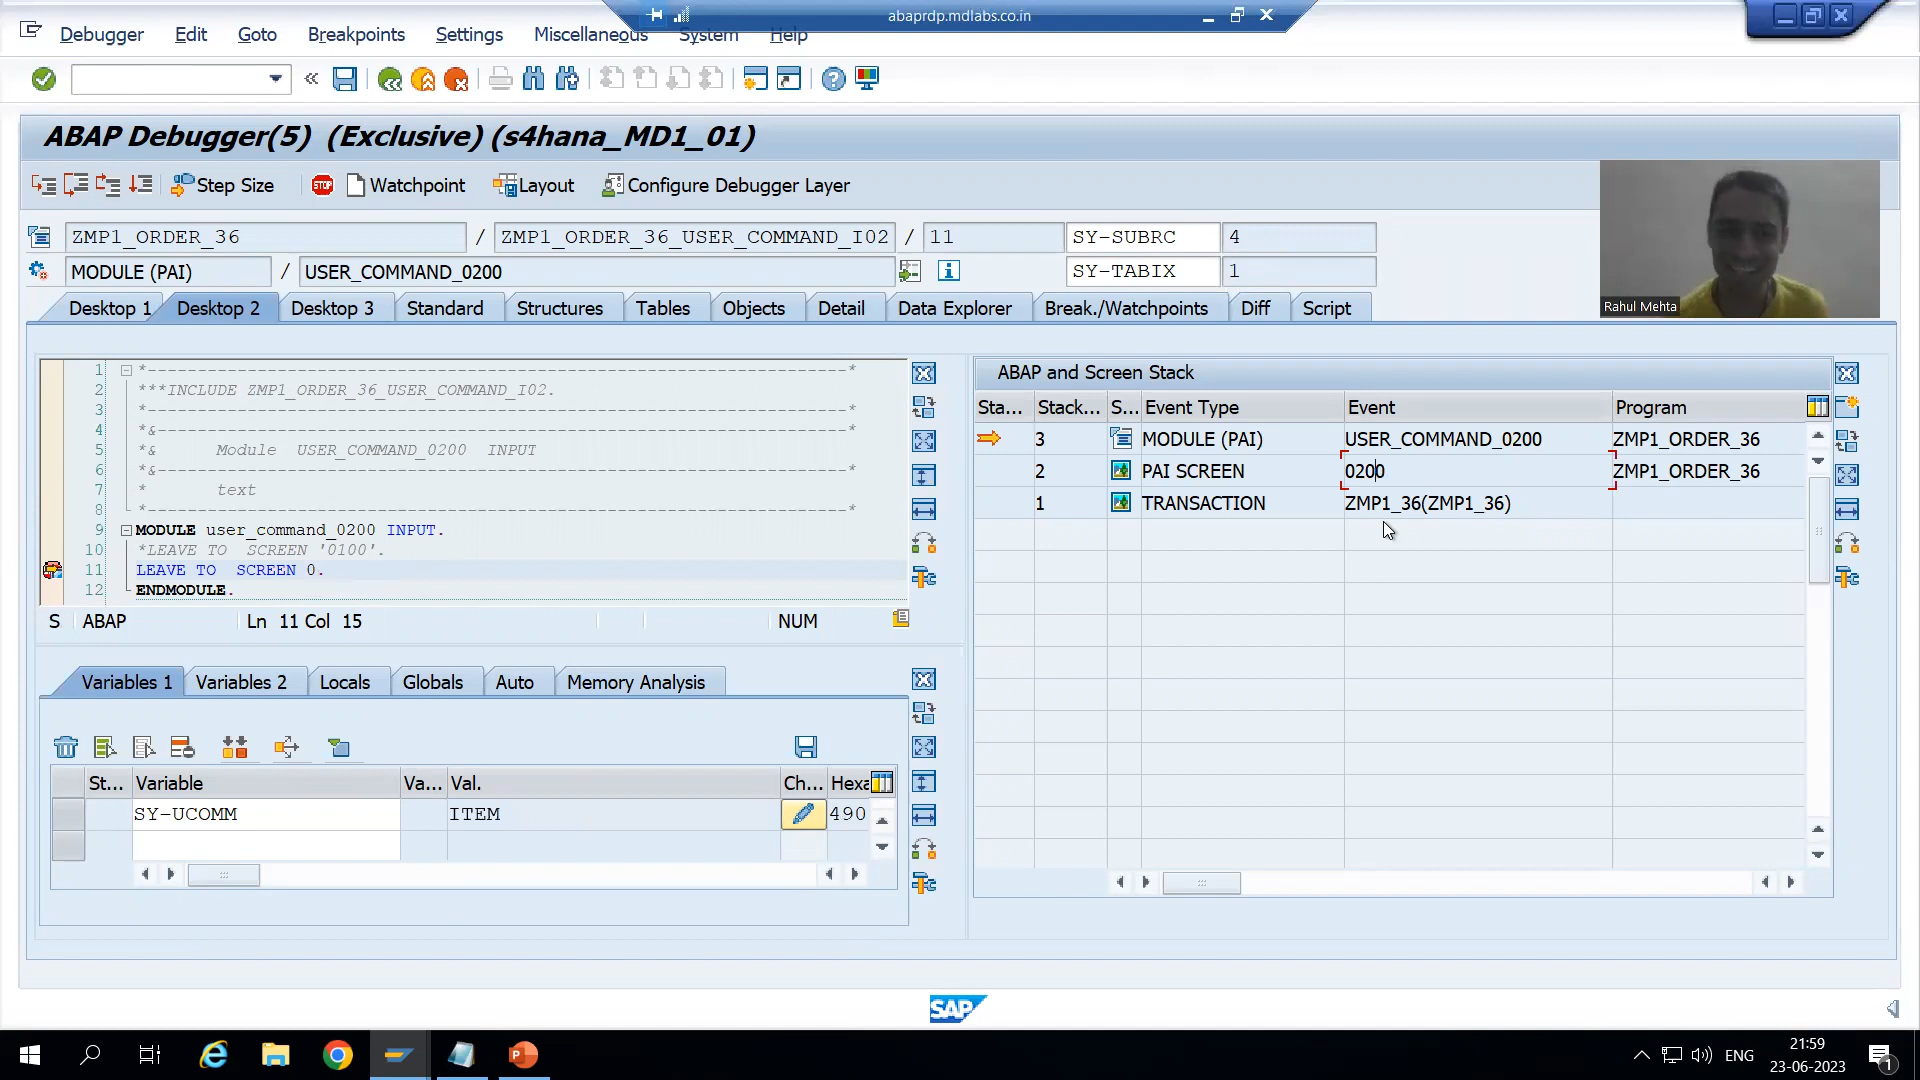 abaprdp.mdlabs.co.in
Debugger Edit Goto Breakpoints Settings Miscellaneous System Help
ABAP Debugger(5) (Exclusive) (s4hana_MD1_01)
Step Size STOP Watchpoint Layout Configure Debugger Layer
ZMP1_ORDER_36 / ZMP1_ORDER_36_USER_COMMAND_I02 / 11 SY-SUBRC 4
MODULE (PAI) / USER_COMMAND_0200 SY-TABIX 1
Rahul Mehta
Desktop 1 Desktop 2 Desktop 3 Standard Structures Tables Objects Detail Data Explorer Break./Watchpoints Diff Script
1 *----------------------------------------------------------------------*
2 ***INCLUDE ZMP1_ORDER_36_USER_COMMAND_I02.
3 *----------------------------------------------------------------------*
4 *&---------------------------------------------------------------------*
5 *& Module USER_COMMAND_0200 INPUT
6 *&---------------------------------------------------------------------*
7 * text
8 *----------------------------------------------------------------------*
9 MODULE user_command_0200 INPUT.
10 *LEAVE TO SCREEN '0100'.
11 LEAVE TO SCREEN 0.
12 ENDMODULE.
S ABAP Ln 11 Col 15 NUM
ABAP and Screen Stack
Sta... Stack... S... Event Type Event Program
3 MODULE (PAI) USER_COMMAND_0200 ZMP1_ORDER_36
2 PAI SCREEN 0200 ZMP1_ORDER_36
1 TRANSACTION ZMP1_36(ZMP1_36)
Variables 1 Variables 2 Locals Globals Auto Memory Analysis
St... Variable Va... Val. Ch... Hexa
SY-UCOMM ITEM 490
SAP
ENG
21:59
23-06-2023
1